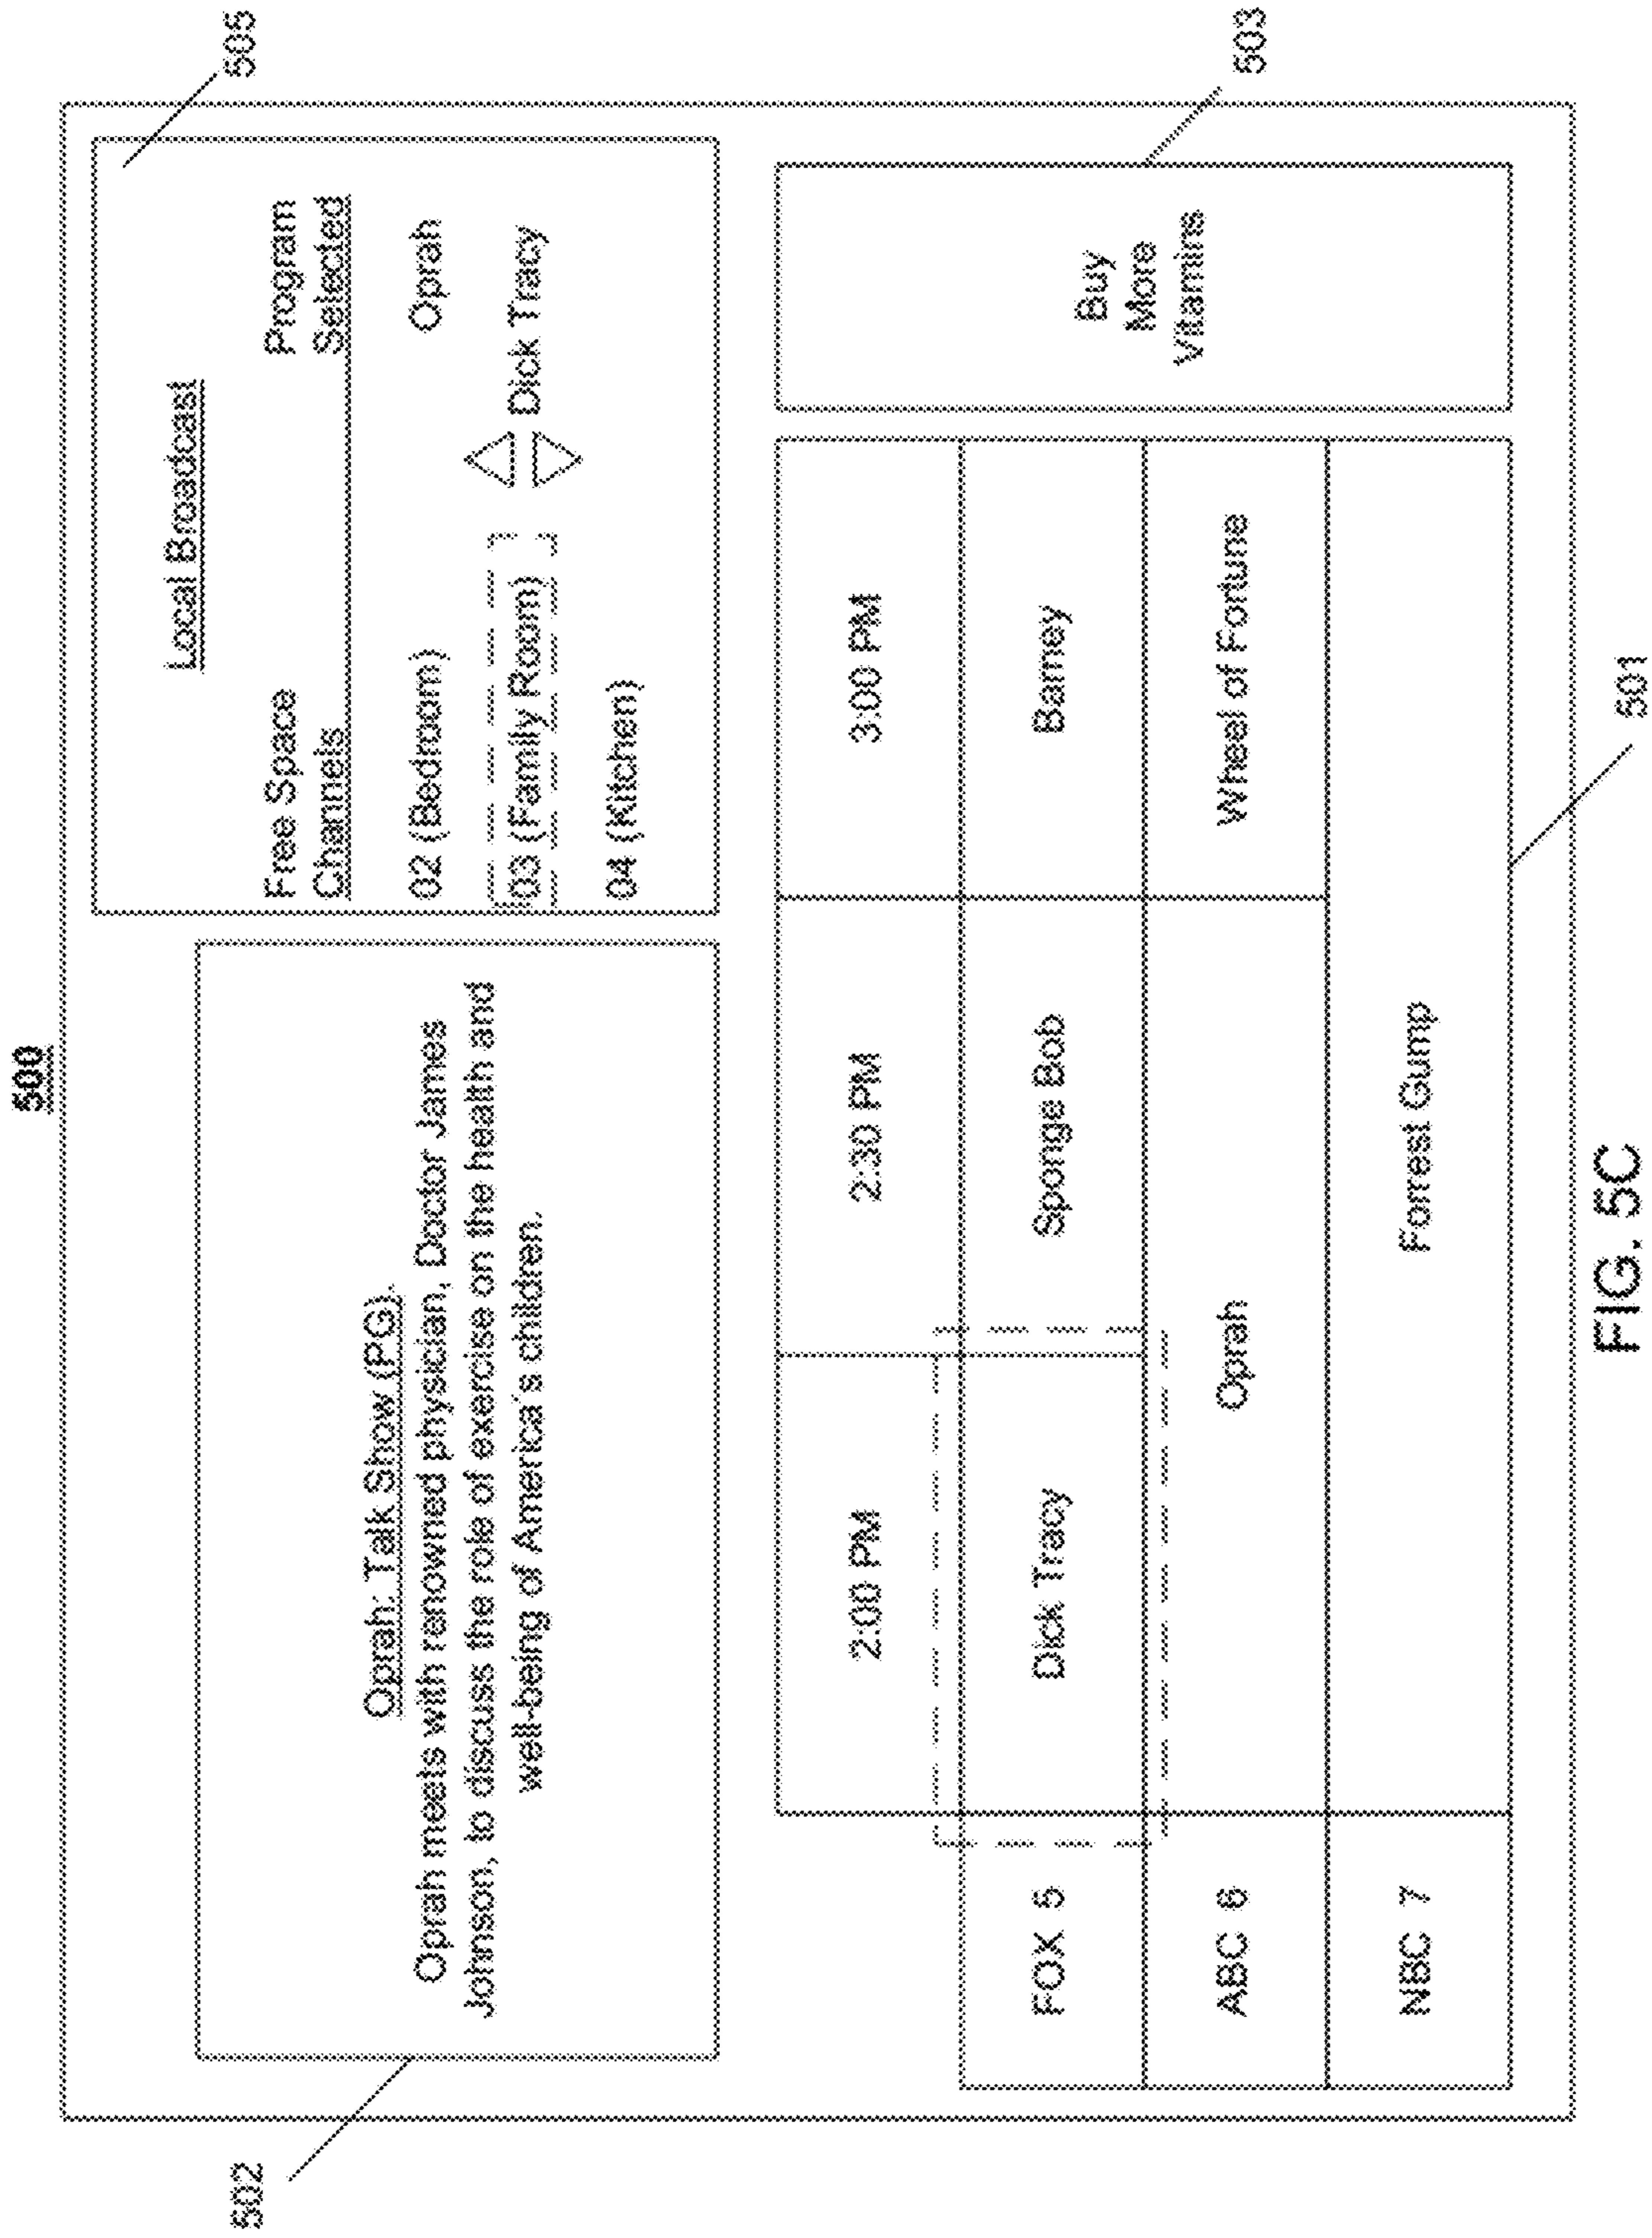 500
502
Oprah: Talk Show (PG).
Oprah meets with renowned physician, Doctor James
Johnson, to discuss the role of exercise on the health and
well-being of America's children.
505
Local Broadcast
Free Space Program
Channels Selected
02 (Bedroom) Oprah
03 (Family Room) Dick Tracy
04 (Kitchen)
2:00 PM 2:30 PM 3:00 PM
FOX 5 Dick Tracy Sponge Bob Barney
ABC 6 Oprah Wheel of Fortune
NBC 7 Forrest Gump
Buy
More
Vitamins
503
501
FIG. 5C